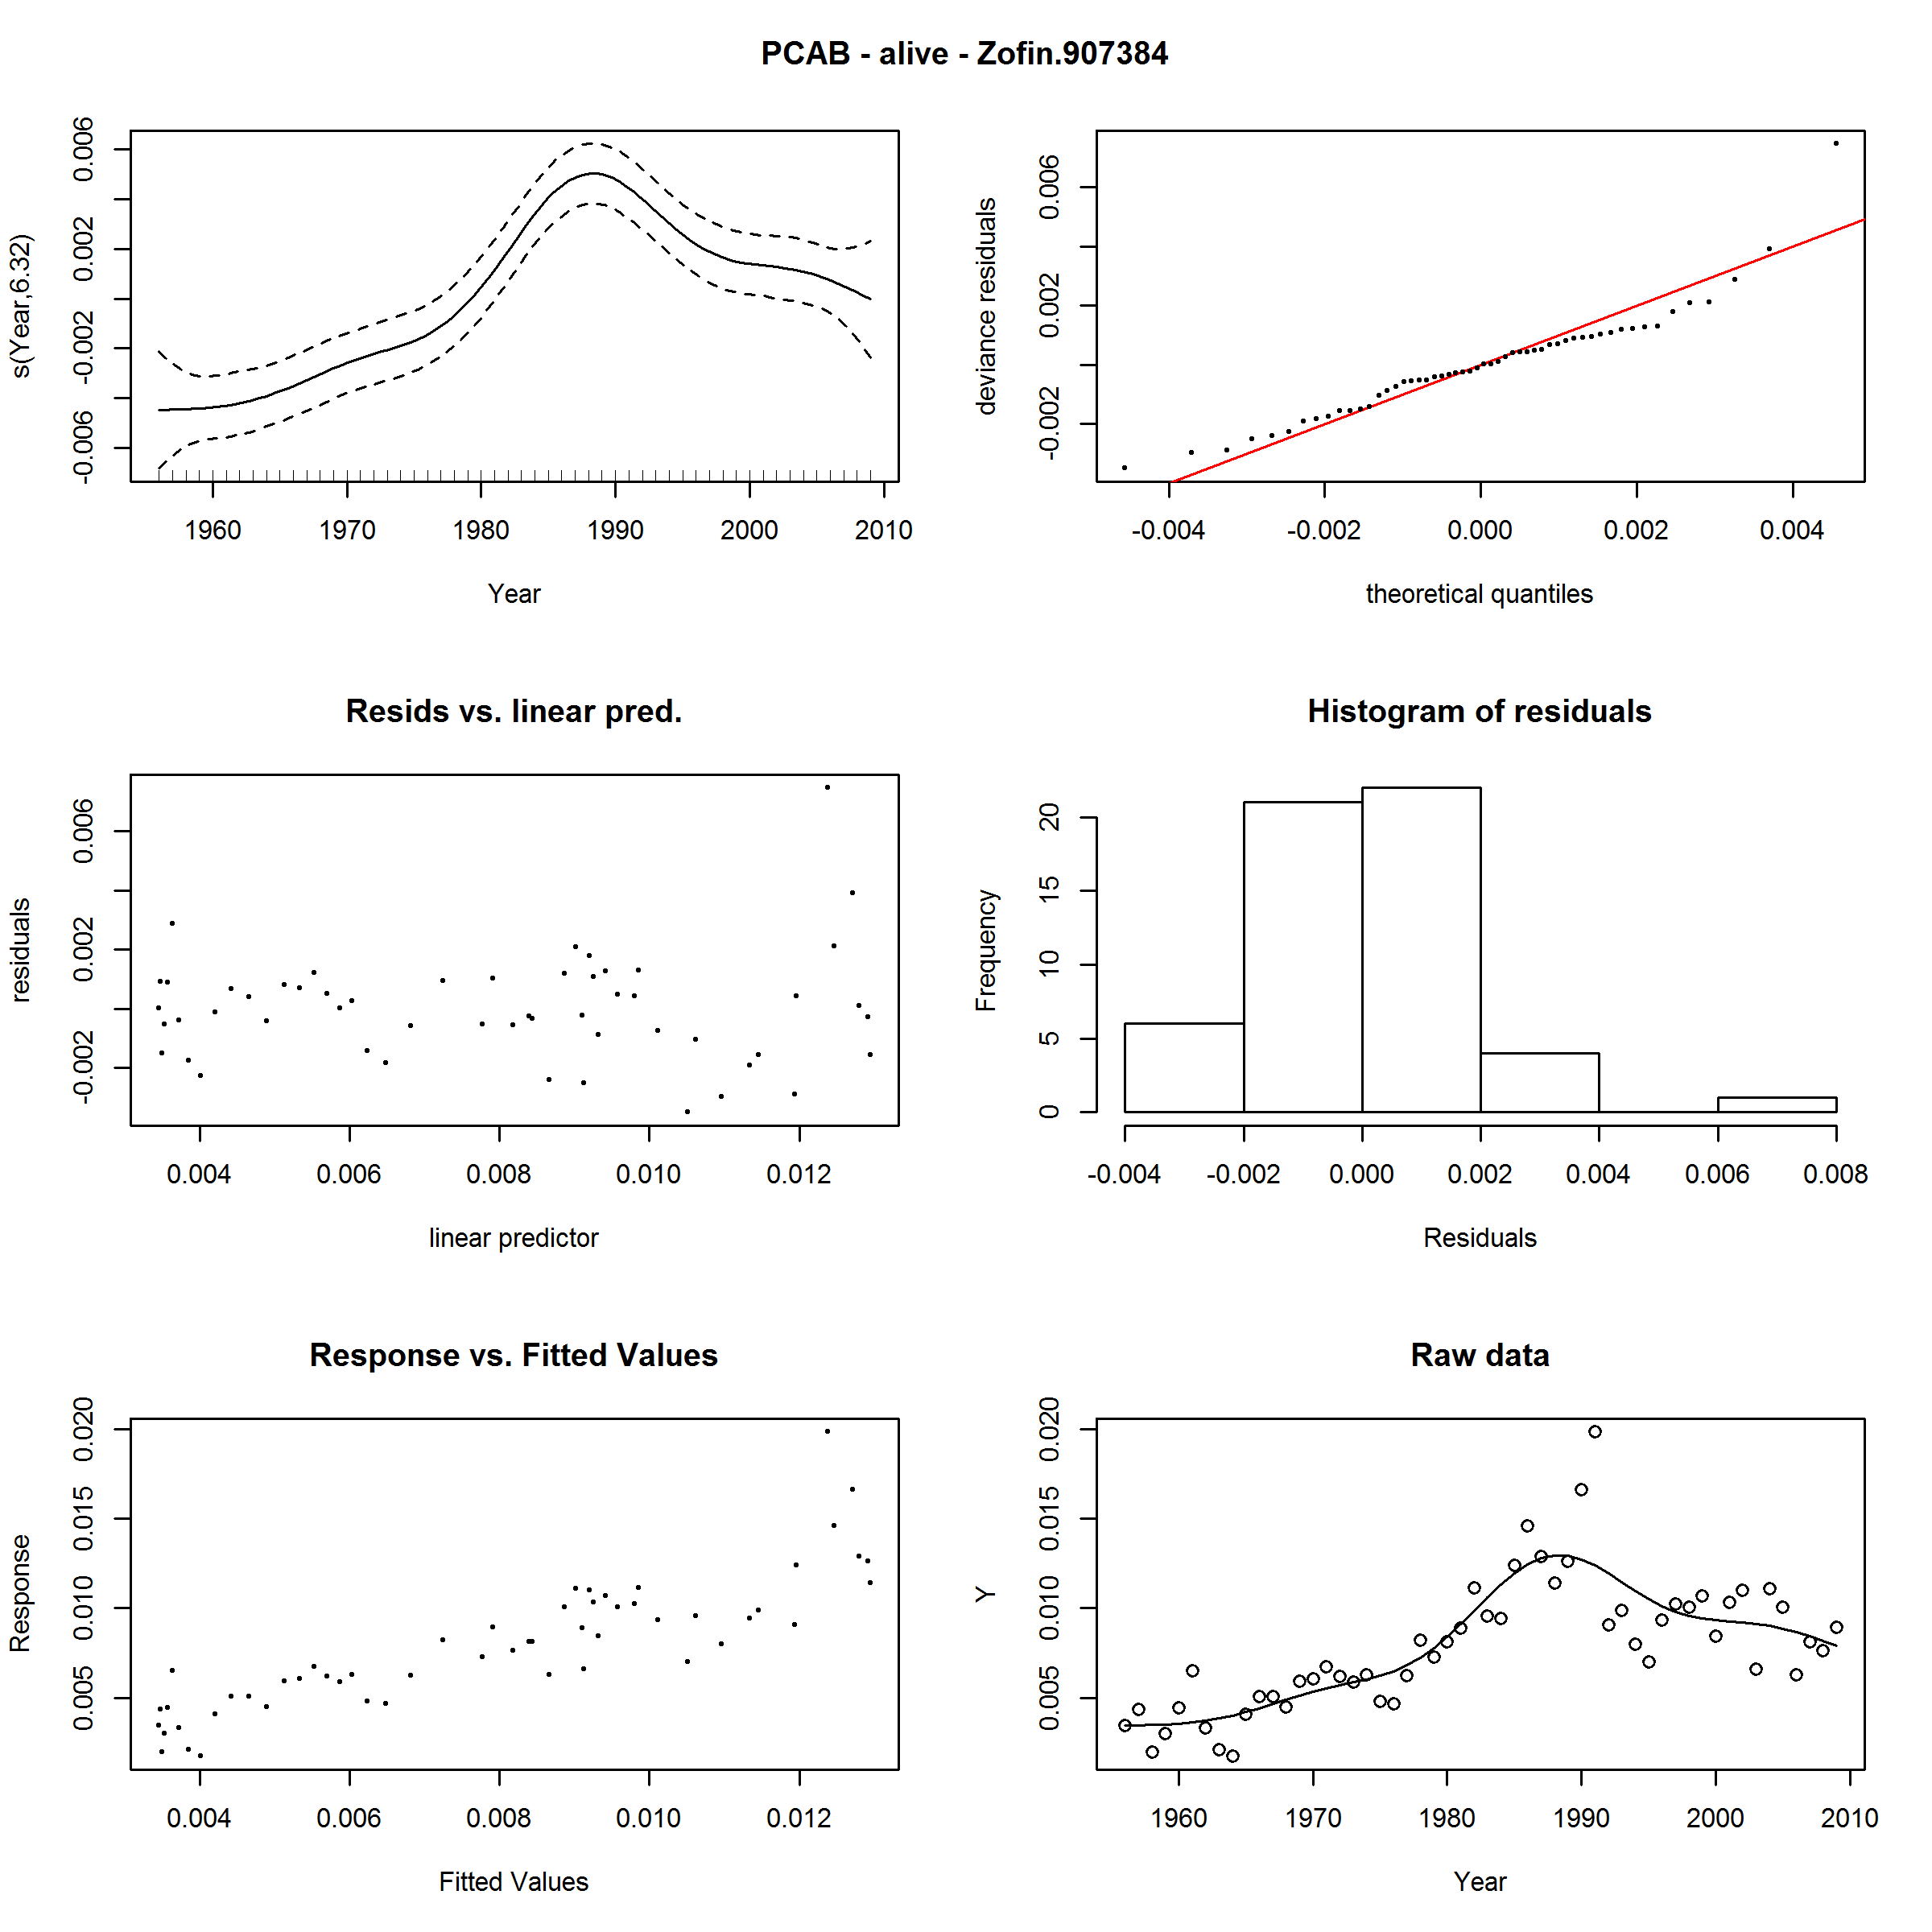 PCAB - alive - Zofin.907384
s(Year,6.32)
-0.006 -0.002 0.002 0.006
1960 1970 1980 1990 2000 2010
Year
deviance residuals
-0.002 0.002 0.006
-0.004 -0.002 0.000 0.002 0.004
theoretical quantiles
Resids vs. linear pred.
residuals
-0.002 0.002 0.006
0.004 0.006 0.008 0.010 0.012
linear predictor
Histogram of residuals
Frequency
0 5 10 15 20
-0.004 -0.002 0.000 0.002 0.004 0.006 0.008
Residuals
Response vs. Fitted Values
Response
0.005 0.010 0.015 0.020
0.004 0.006 0.008 0.010 0.012
Fitted Values
Raw data
Y
0.005 0.010 0.015 0.020
1960 1970 1980 1990 2000 2010
Year